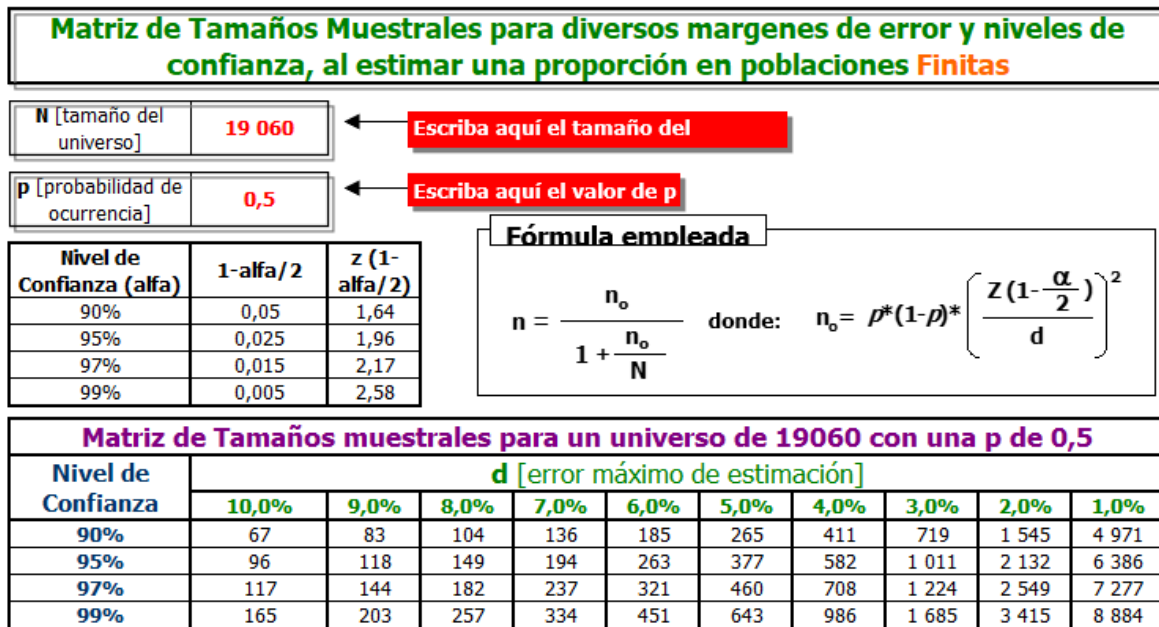 Matriz de Tamaños Muestrales para diversos margenes de error y niveles de
confianza, al estimar una proporción en poblaciones Finitas
N [tamaño del
universo]
19 060
Escriba aquí el tamaño del
p [probabilidad de
ocurrencia]
0,5
Escriba aquí el valor de p
Nivel de
Confianza (alfa)
1-alfa/2
z (1-
alfa/2)
90% 0,05 1,64
95% 0,025 1,96
97% 0,015 2,17
99% 0,005 2,58
Fórmula empleada
n = n₀ / (1 + n₀/N) donde: n₀= p*(1-p)* (Z(1-α/2) / d)²
Matriz de Tamaños muestrales para un universo de 19060 con una p de 0,5
Nivel de
Confianza
d [error máximo de estimación]
10,0% 9,0% 8,0% 7,0% 6,0% 5,0% 4,0% 3,0% 2,0% 1,0%
90% 67 83 104 136 185 265 411 719 1 545 4 971
95% 96 118 149 194 263 377 582 1 011 2 132 6 386
97% 117 144 182 237 321 460 708 1 224 2 549 7 277
99% 165 203 257 334 451 643 986 1 685 3 415 8 884